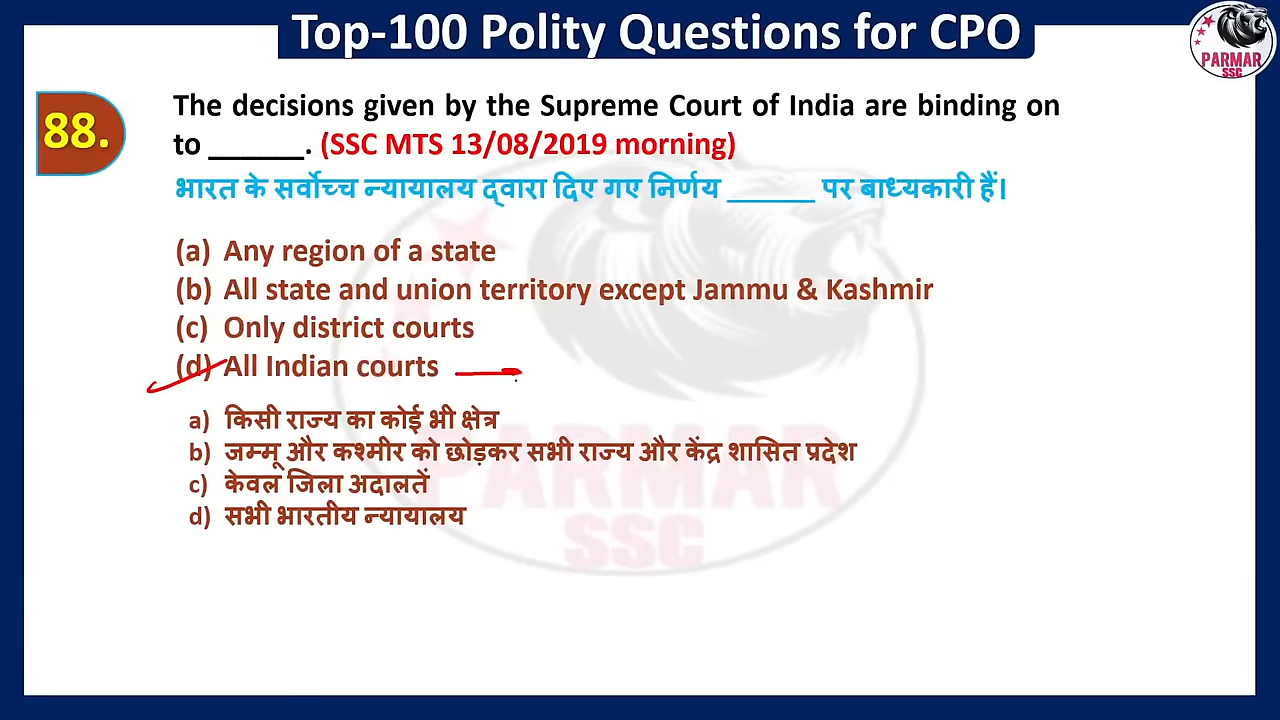 Top-100 Polity Questions for CPO
PARMAR
SSC
88.
The decisions given by the Supreme Court of India are binding on
to ______. (SSC MTS 13/08/2019 morning)
भारत के सर्वोच्च न्यायालय द्वारा दिए गए निर्णय ______ पर बाध्यकारी हैं।
(a) Any region of a state
(b) All state and union territory except Jammu & Kashmir
(c) Only district courts
(d) All Indian courts
a) किसी राज्य का कोई भी क्षेत्र
b) जम्मू और कश्मीर को छोड़कर सभी राज्य और केंद्र शासित प्रदेश
c) केवल जिला अदालतें
d) सभी भारतीय न्यायालय
PARMAR
SSC